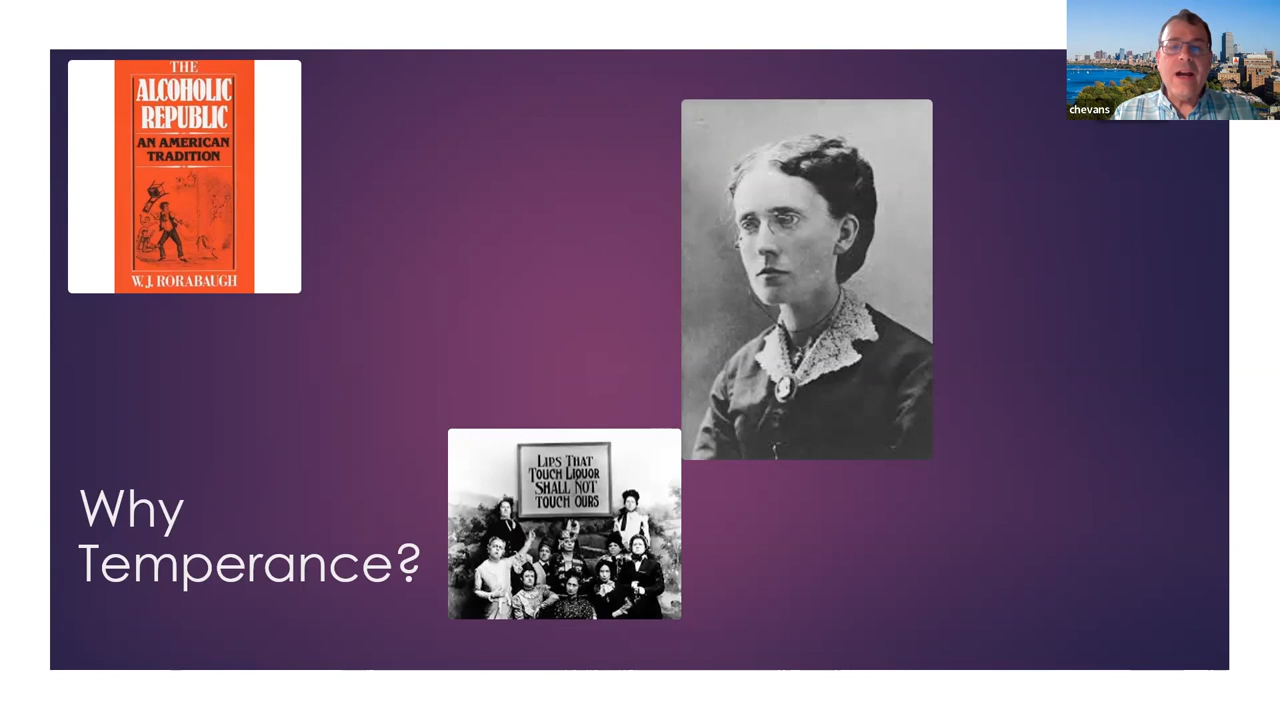 THE
ALCOHOLIC
REPUBLIC
AN AMERICAN
TRADITION
W. J. RORABAUGH
chevans
LIPS THAT
TOUCH LIQUOR
SHALL NOT
TOUCH OURS
Why
Temperance?